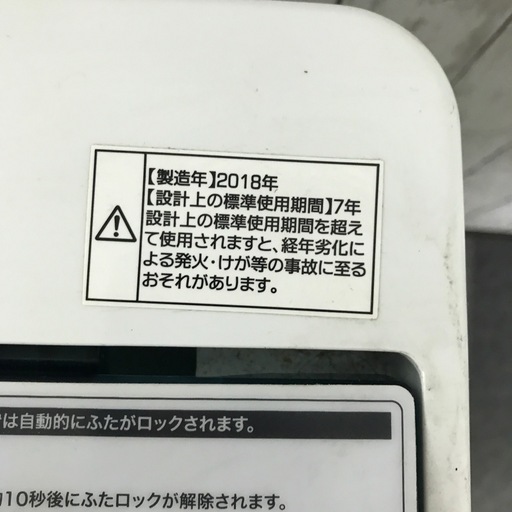 【製造年】2018年
【設計上の標準使用期間】7年
設計上の標準使用期間を超え
て使用されますと、経年劣化に
よる発火・けが等の事故に至る
おそれがあります。
は自動的にふたがロックされます。
10秒後にふたロックが解除されます。